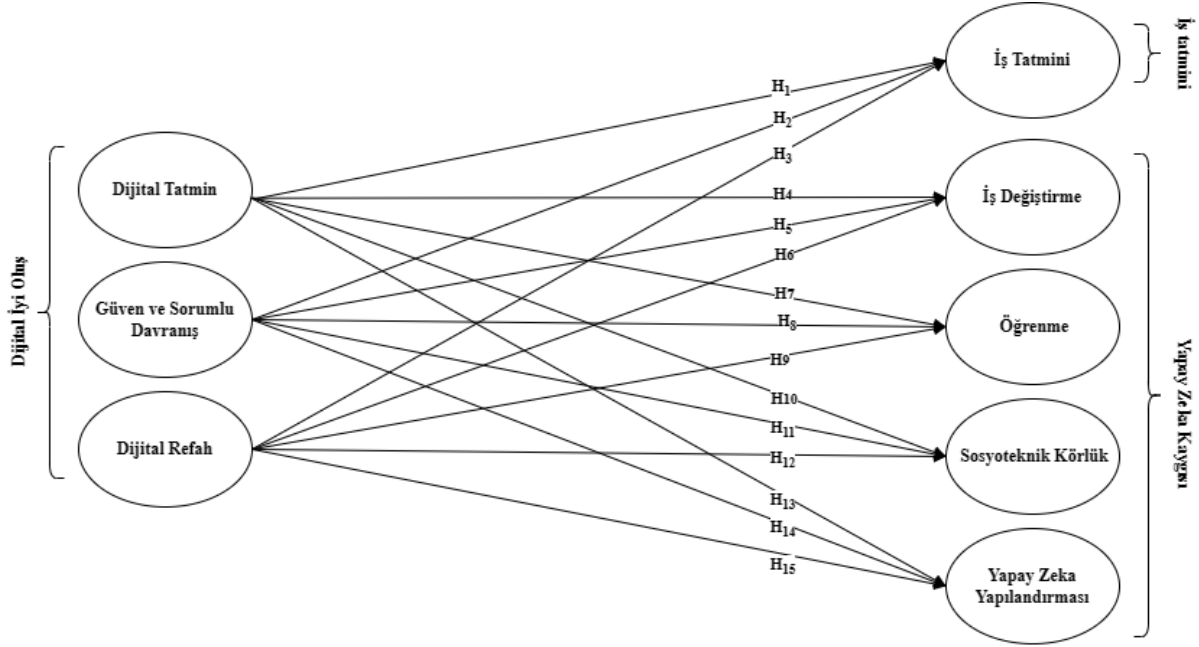 Dijital İyi Oluş
Dijital Tatmin
Güven ve Sorumlu
Davranış
Dijital Refah
H1
H2
H3
H4
H5
H6
H7
H8
H9
H10
H11
H12
H13
H14
H15
İş Tatmini
İş Değiştirme
Öğrenme
Sosyoteknik Körlük
Yapay Zeka
Yapılandırması
İş tatmini
Yapay Zeka Kaygısı